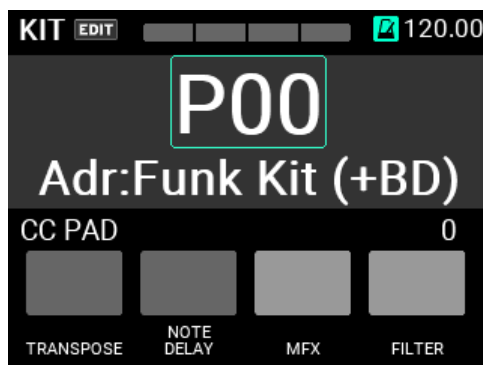 KIT EDIT 120.00
P00
Adr:Funk Kit (+BD)
CC PAD 0
TRANSPOSE NOTE DELAY MFX FILTER